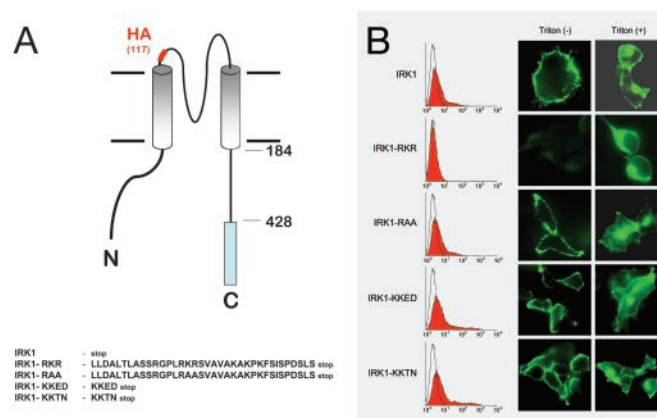 A
HA
(117)
184
428
N
C
IRK1 - stop
IRK1- RKR - LLDALTLASSRGPLRKRSVAVAKAKPKFSISPDSLS stop
IRK1- RAA - LLDALTLASSRGPLRAASVAVAKAKPKFSISPDSLS stop
IRK1- KKED - KKED stop
IRK1- KKTN - KKTN stop
B
Triton (-) Triton (+)
IRK1
IRK1-RKR
IRK1-RAA
IRK1-KKED
IRK1-KKTN